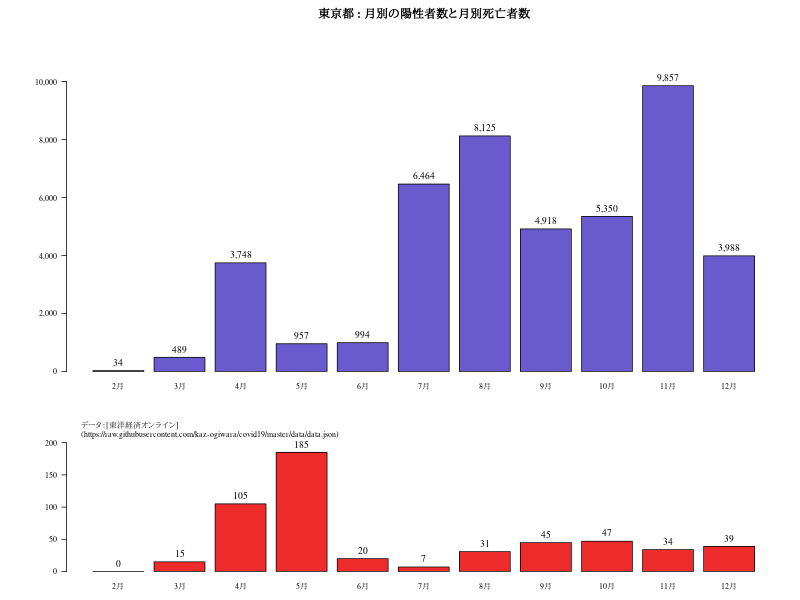 東京都 : 月別の陽性者数と月別死亡者数
9,857
10,000
8,125
8,000
6,464
6,000
5,350
4,918
3,988
4,000
3,748
2,000
957
994
489
34
0
2月
3月
4月
5月
6月
7月
8月
9月
10月
11月
12月
データ : [東洋経済オンライン]
(https://raw.githubusercontent.com/kaz-ogiwara/covid19/master/data/data.json)
200
185
150
105
100
50
45
47
39
34
31
20
15
7
0
0
2月
3月
4月
5月
6月
7月
8月
9月
10月
11月
12月